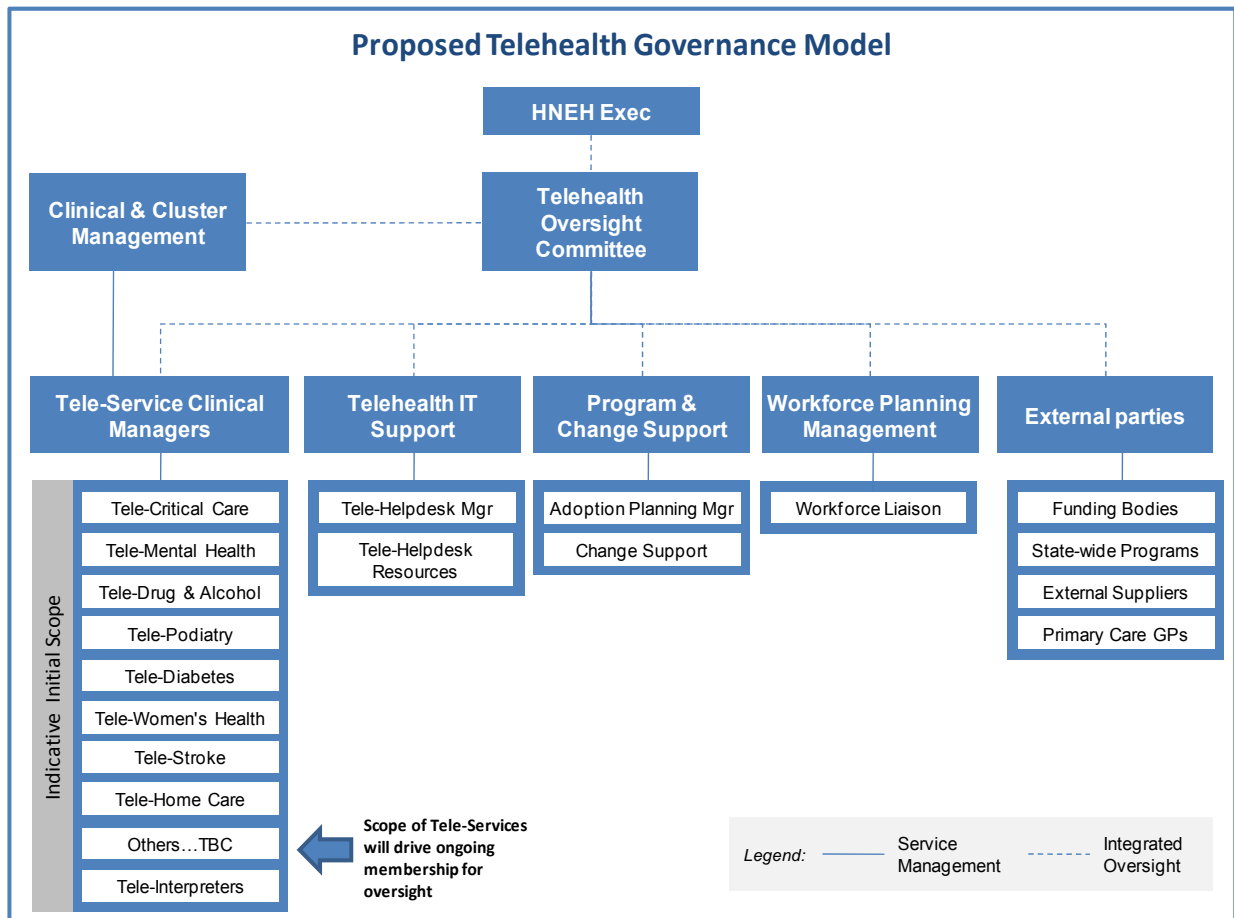 Proposed Telehealth Governance Model
HNEH Exec
Clinical & Cluster
Management
Telehealth
Oversight
Committee
Tele-Service Clinical
Managers
Telehealth IT
Support
Program &
Change Support
Workforce Planning
Management
External parties
Indicative Initial Scope
Tele-Critical Care
Tele-Mental Health
Tele-Drug & Alcohol
Tele-Podiatry
Tele-Diabetes
Tele-Women's Health
Tele-Stroke
Tele-Home Care
Others…TBC
Tele-Interpreters
Tele-Helpdesk Mgr
Tele-Helpdesk
Resources
Adoption Planning Mgr
Change Support
Workforce Liaison
Funding Bodies
State-wide Programs
External Suppliers
Primary Care GPs
Scope of Tele-Services
will drive ongoing
membership for
oversight
Legend:
Service
Management
Integrated
Oversight